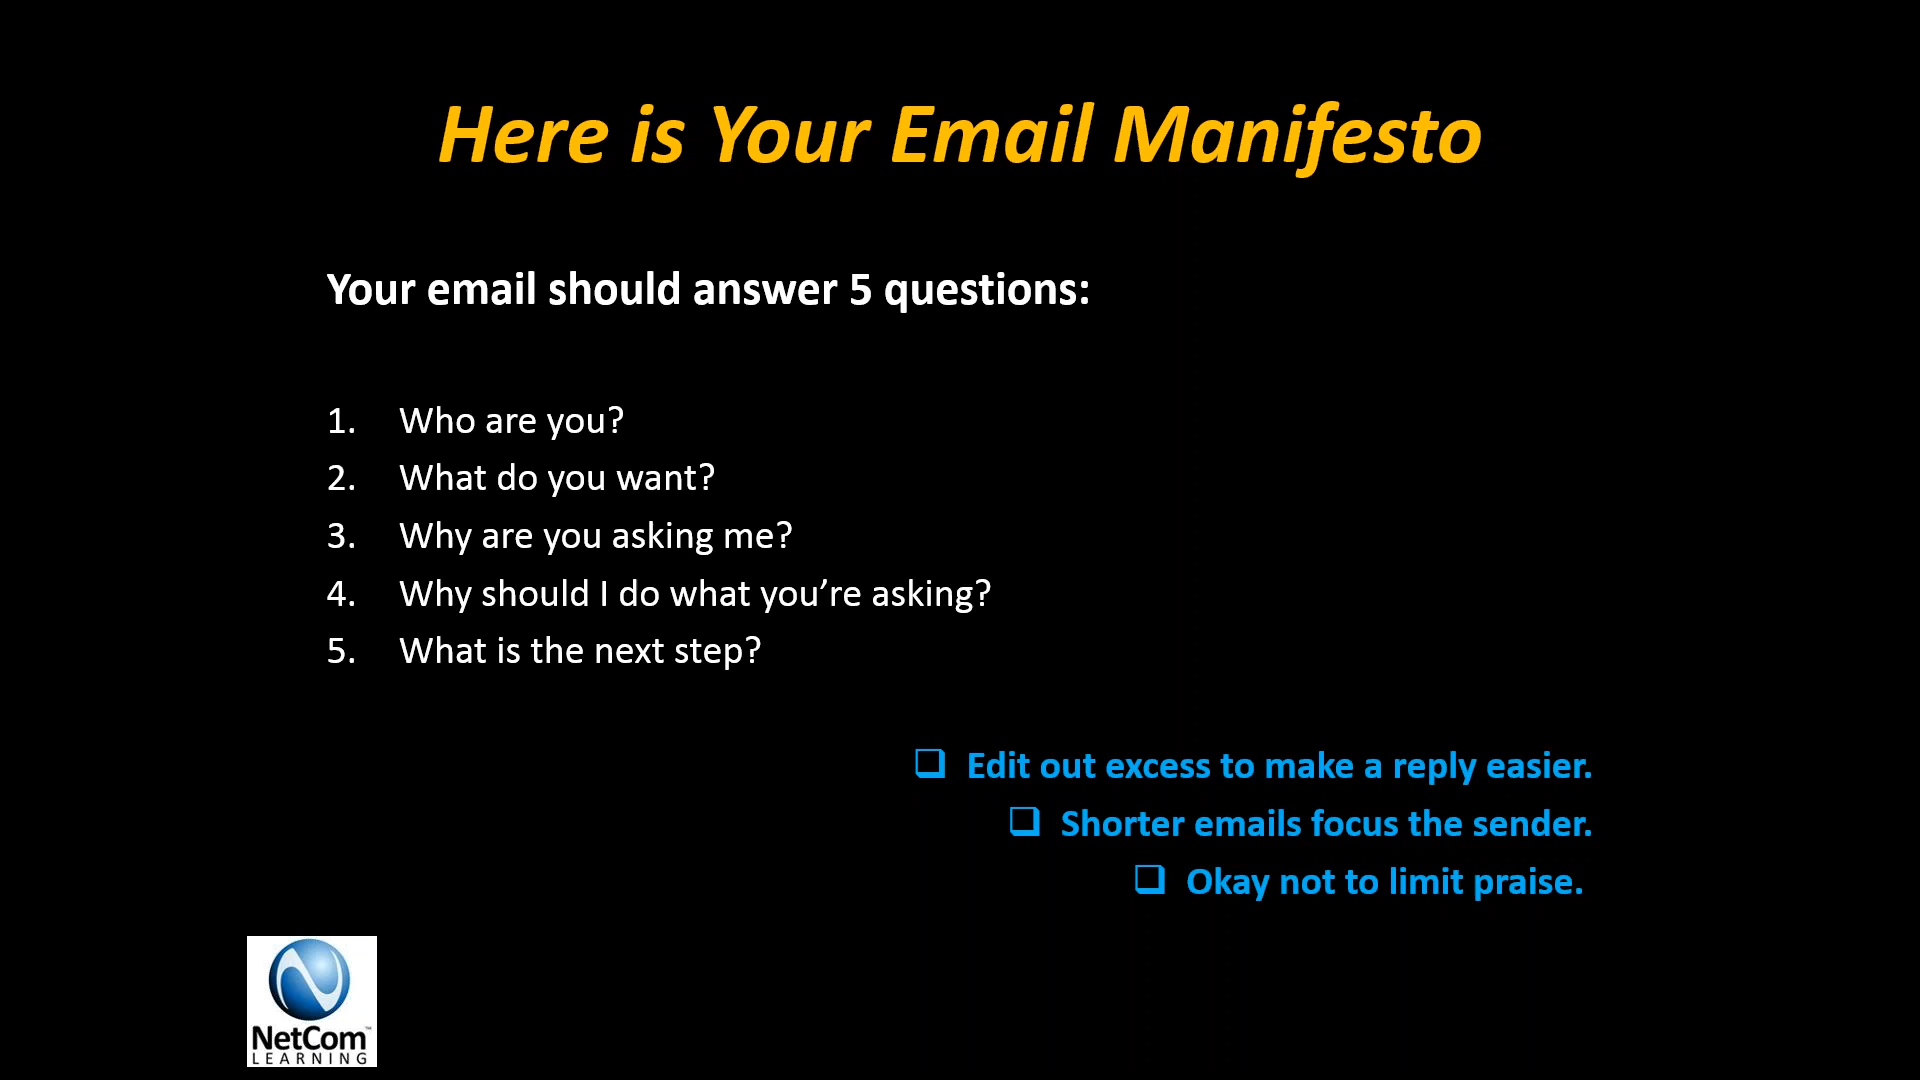 Here is Your Email Manifesto
Your email should answer 5 questions:
1. Who are you?
2. What do you want?
3. Why are you asking me?
4. Why should I do what you’re asking?
5. What is the next step?
❑ Edit out excess to make a reply easier.
❑ Shorter emails focus the sender.
❑ Okay not to limit praise.
NetCom™
LEARNING